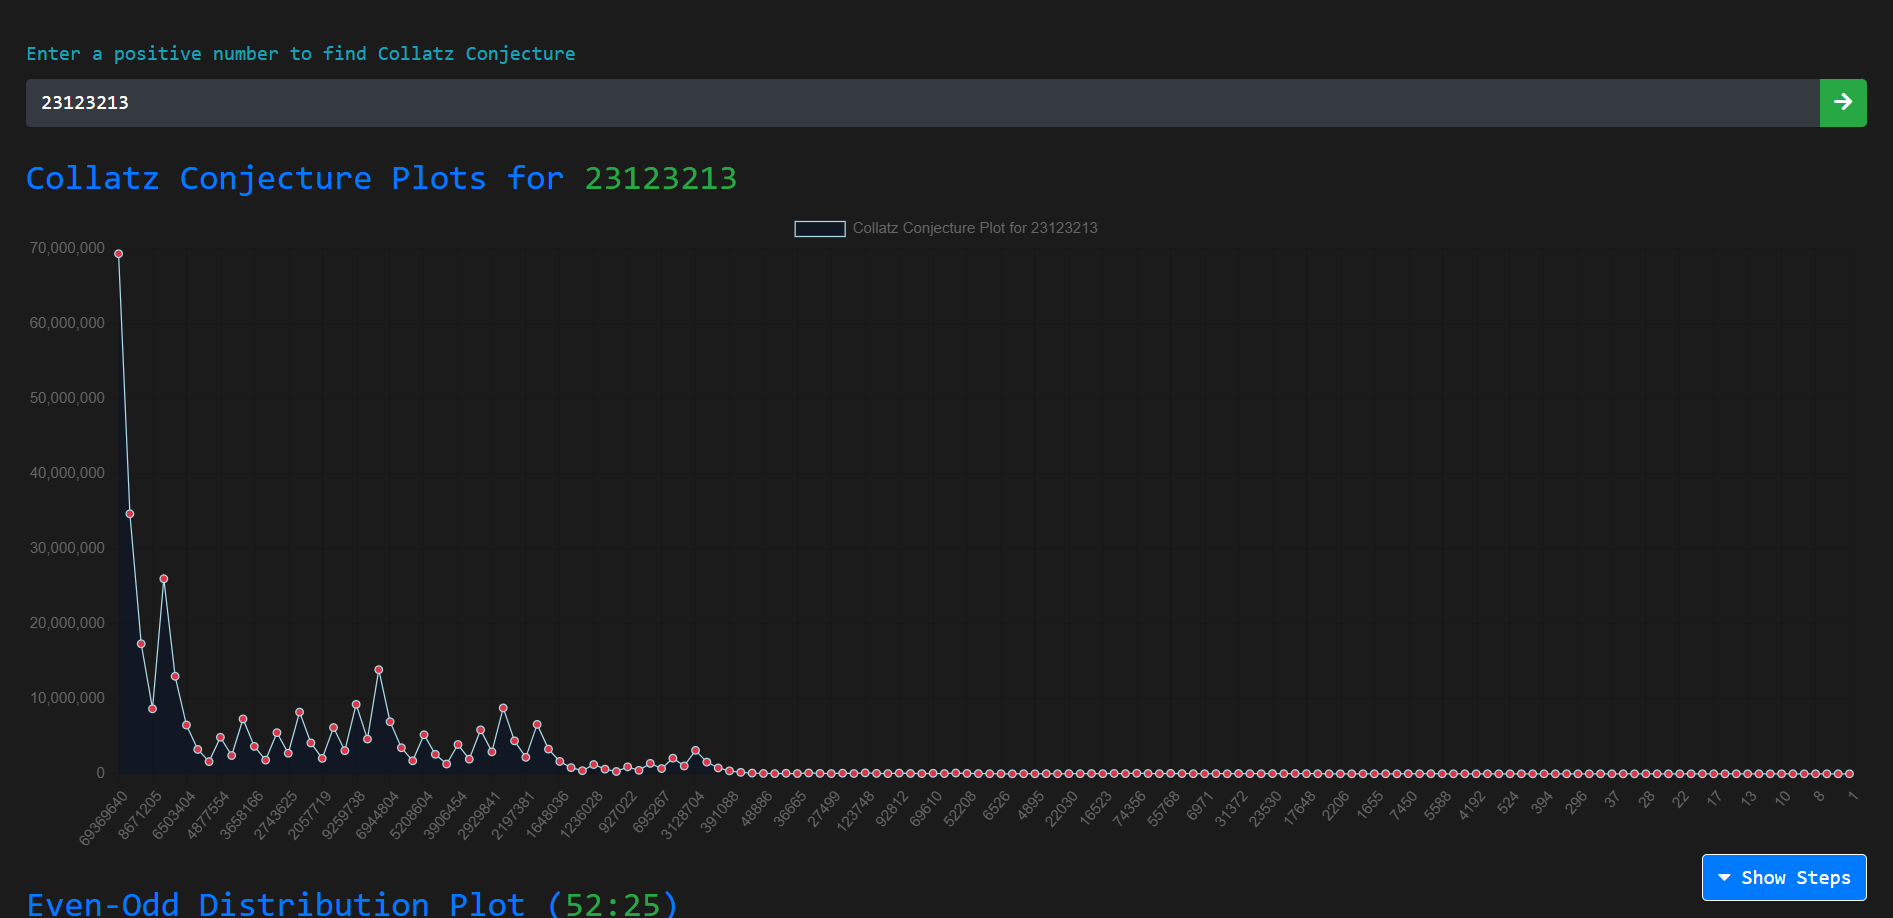 Enter a positive number to find Collatz Conjecture
23123213
Collatz Conjecture Plots for 23123213
Collatz Conjecture Plot for 23123213
70,000,000
60,000,000
50,000,000
40,000,000
30,000,000
20,000,000
10,000,000
0
69369640 8671205 6503404 4877554 3658166 2743625 2057719 9259738 6944804 5208604 3906454 2929841 2197381 1648036 1236028 927022 695267 3128704 391088 48886 36665 27499 123748 92812 69610 52208 6526 4895 22030 16523 74356 55768 6971 31372 23530 17648 2206 1655 7450 5588 4192 524 394 296 37 28 22 17 13 10 8 1
Show Steps
Even-Odd Distribution Plot (52:25)